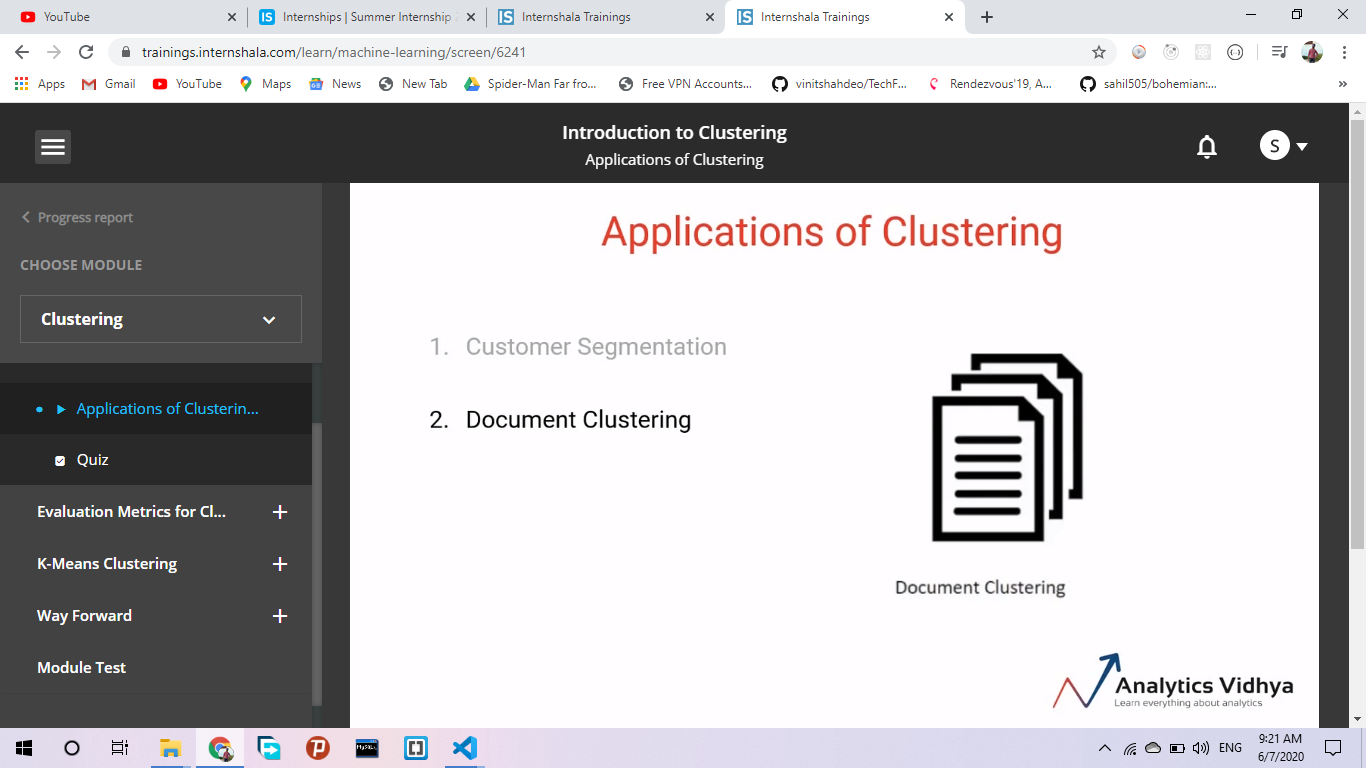 YouTube
Internships | Summer Internship
Internshala Trainings
Internshala Trainings
trainings.internshala.com/learn/machine-learning/screen/6241
Apps
Gmail
YouTube
Maps
News
New Tab
Spider-Man Far fro...
Free VPN Accounts...
vinitshahdeo/TechF...
Rendezvous'19, A...
sahil505/bohemian:...
»
Introduction to Clustering
Applications of Clustering
S
Progress report
CHOOSE MODULE
Clustering
Applications of Clusterin...
Quiz
Evaluation Metrics for Cl...
K-Means Clustering
Way Forward
Module Test
Applications of Clustering
1. Customer Segmentation
2. Document Clustering
Document Clustering
Analytics Vidhya
Learn everything about analytics
ENG
9:21 AM
6/7/2020